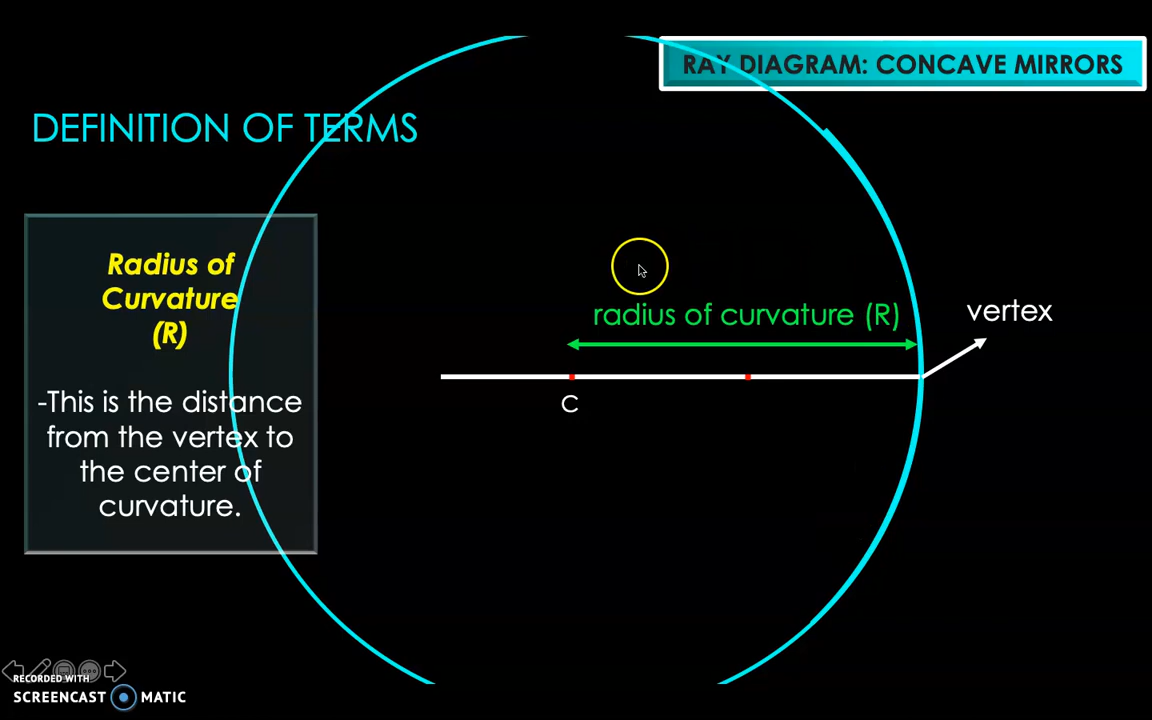 RAY DIAGRAM: CONCAVE MIRRORS
DEFINITION OF TERMS
Radius of
Curvature
(R)
-This is the distance
from the vertex to
the center of
curvature.
radius of curvature (R)
vertex
C
RECORDED WITH
SCREENCAST MATIC